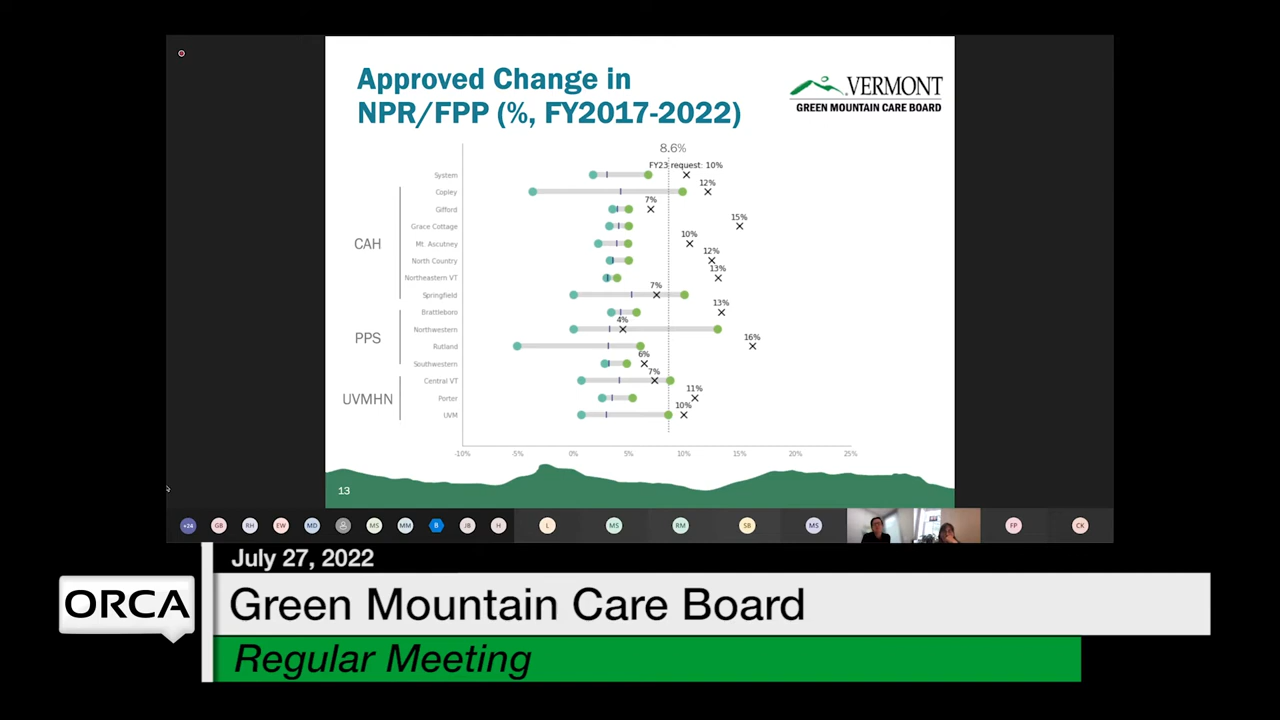 Approved Change in
NPR/FPP (%, FY2017-2022)
VERMONT
GREEN MOUNTAIN CARE BOARD
8.6%
FY23 request: 10%
System
12%
Copley
7%
Gifford
15%
Grace Cottage
10%
Mt. Ascutney
12%
North Country
13%
Northeastern VT
7%
Springfield
CAH
13%
Brattleboro
4%
Northwestern
16%
Rutland
6%
Southwestern
PPS
7%
Central VT
11%
Porter
10%
UVM
UVMHN
-10% -5% 0% 5% 10% 15% 20% 25%
13
+24 GB RH EW MD MS MM B JB H L MS RM SB MS FP CK
July 27, 2022
ORCA
Green Mountain Care Board
Regular Meeting